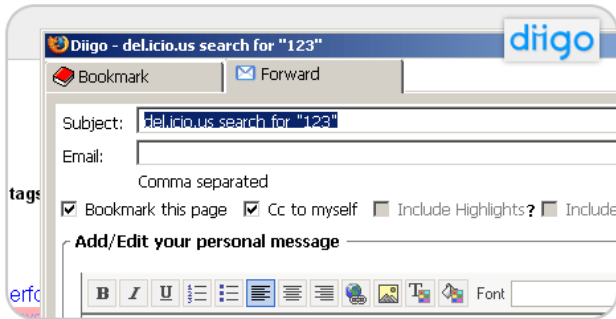 Diigo - del.icio.us search for "123"
diigo
Bookmark
Forward
Subject: del.icio.us search for "123"
Email:
Comma separated
tags
Bookmark this page Cc to myself Include Highlights? Include
Add/Edit your personal message
erfo
B I U Font